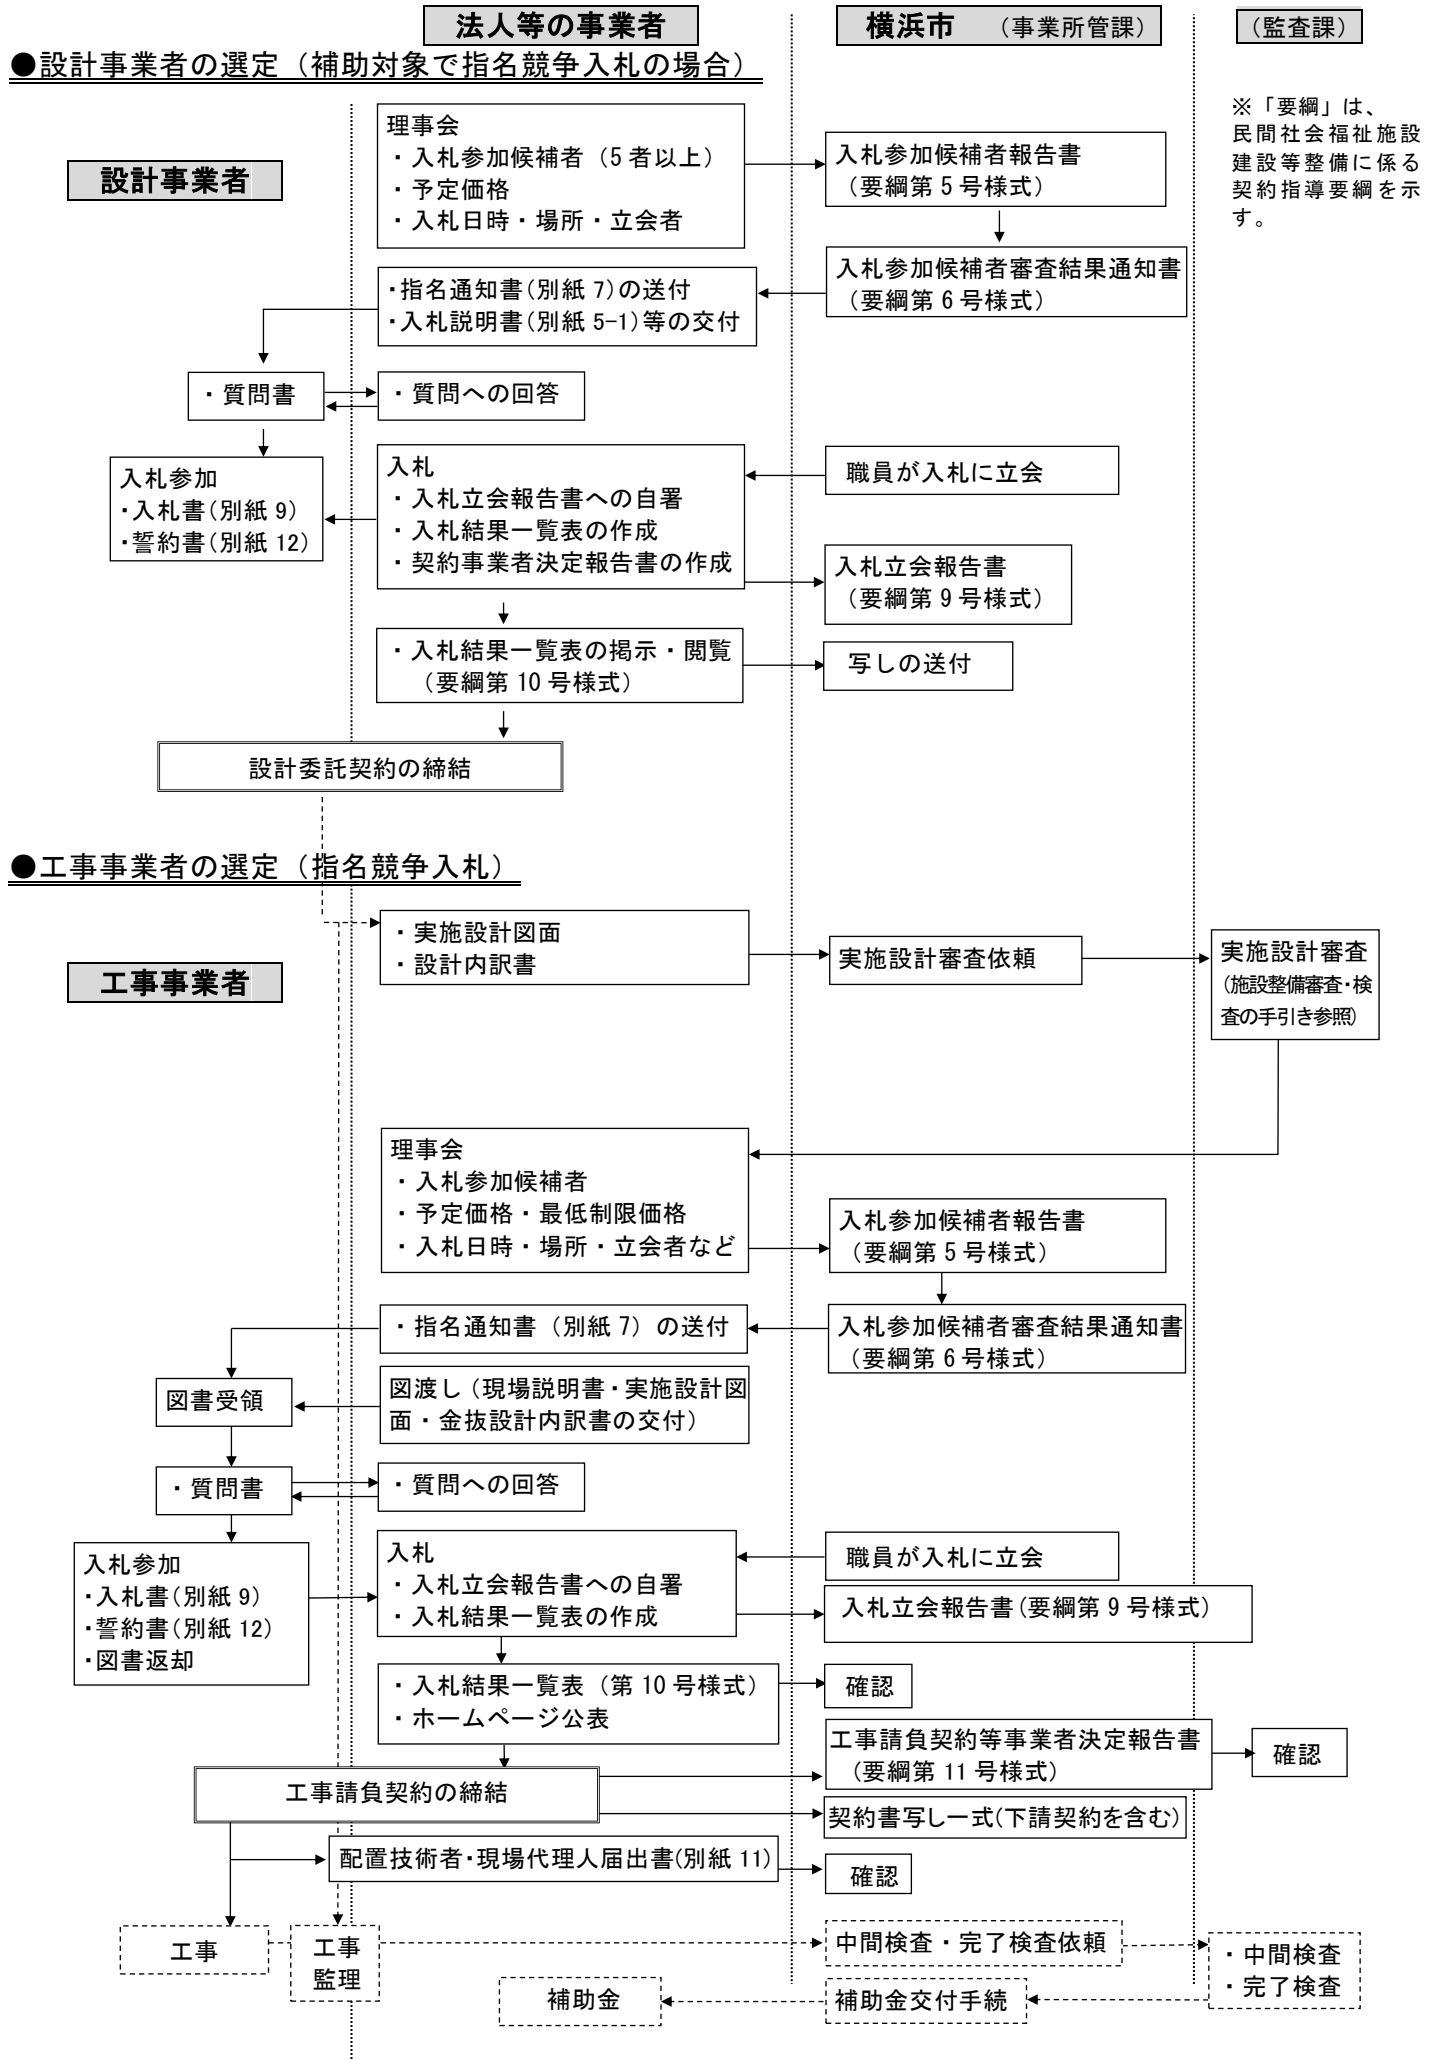 法人等の事業者
横浜市　（事業所管課）
（監査課）
●設計事業者の選定（補助対象で指名競争入札の場合）
※「要綱」は、
民間社会福祉施設
建設等整備に係る
契約指導要綱を示
す。
設計事業者
理事会
・入札参加候補者（5 者以上）
・予定価格
・入札日時・場所・立会者
入札参加候補者報告書
（要綱第 5 号様式）
入札参加候補者審査結果通知書
（要綱第 6 号様式）
・指名通知書（別紙 7）の送付
・入札説明書（別紙 5-1）等の交付
・質問書
・質問への回答
入札参加
・入札書（別紙 9）
・誓約書（別紙 12）
入札
・入札立会報告書への自署
・入札結果一覧表の作成
・契約事業者決定報告書の作成
職員が入札に立会
入札立会報告書
（要綱第 9 号様式）
・入札結果一覧表の掲示・閲覧
（要綱第 10 号様式）
写しの送付
設計委託契約の締結
●工事事業者の選定（指名競争入札）
工事事業者
・実施設計図面
・設計内訳書
実施設計審査依頼
実施設計審査
（施設整備審査・検
査の手引き参照）
理事会
・入札参加候補者
・予定価格・最低制限価格
・入札日時・場所・立会者など
入札参加候補者報告書
（要綱第 5 号様式）
入札参加候補者審査結果通知書
（要綱第 6 号様式）
・指名通知書（別紙 7）の送付
図書受領
図渡し（現場説明書・実施設計図
面・金抜設計内訳書の交付）
・質問書
・質問への回答
入札参加
・入札書（別紙 9）
・誓約書（別紙 12）
・図書返却
入札
・入札立会報告書への自署
・入札結果一覧表の作成
職員が入札に立会
入札立会報告書（要綱第 9 号様式）
・入札結果一覧表（第 10 号様式）
・ホームページ公表
確認
工事請負契約等事業者決定報告書
（要綱第 11 号様式）
確認
工事請負契約の締結
契約書写し一式（下請契約を含む）
配置技術者・現場代理人届出書（別紙 11）
確認
工事
工事
監理
中間検査・完了検査依頼
・中間検査
・完了検査
補助金
補助金交付手続